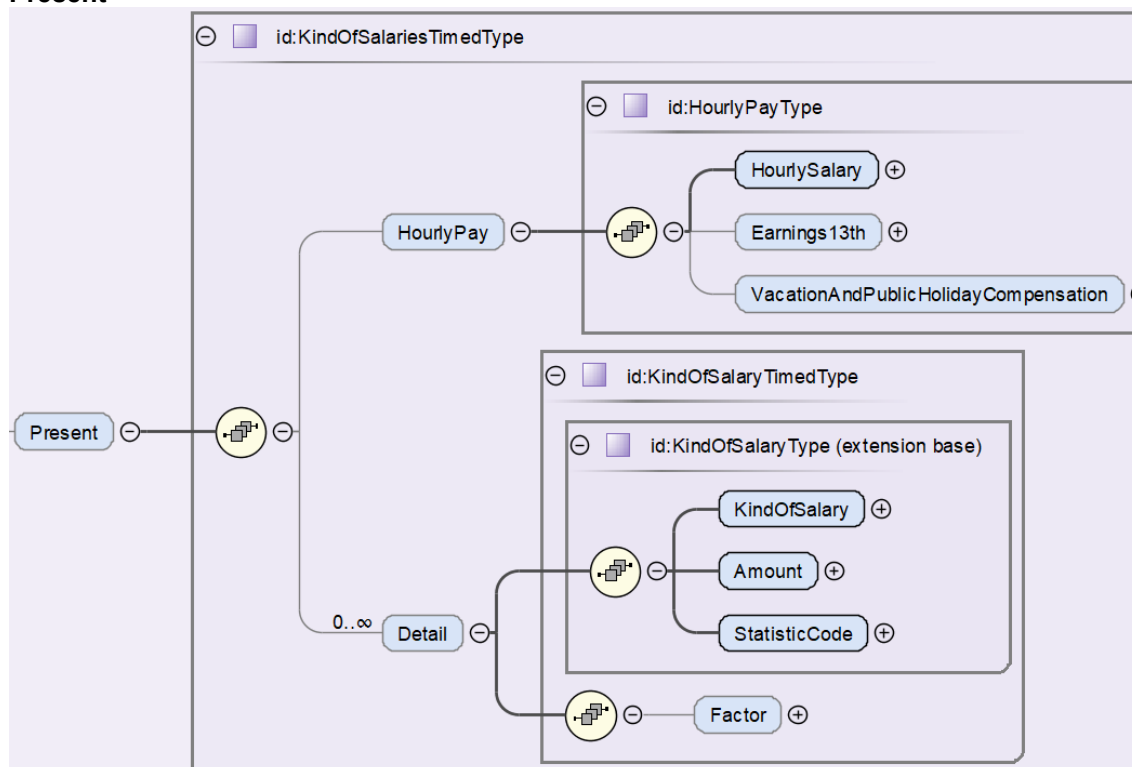 Present
id:KindOfSalariesTimedType
id:HourlyPayType
HourlySalary
HourlyPay
Earnings13th
VacationAndPublicHolidayCompensation
id:KindOfSalaryTimedType
Present
id:KindOfSalaryType (extension base)
KindOfSalary
Amount
0..∞
Detail
StatisticCode
Factor